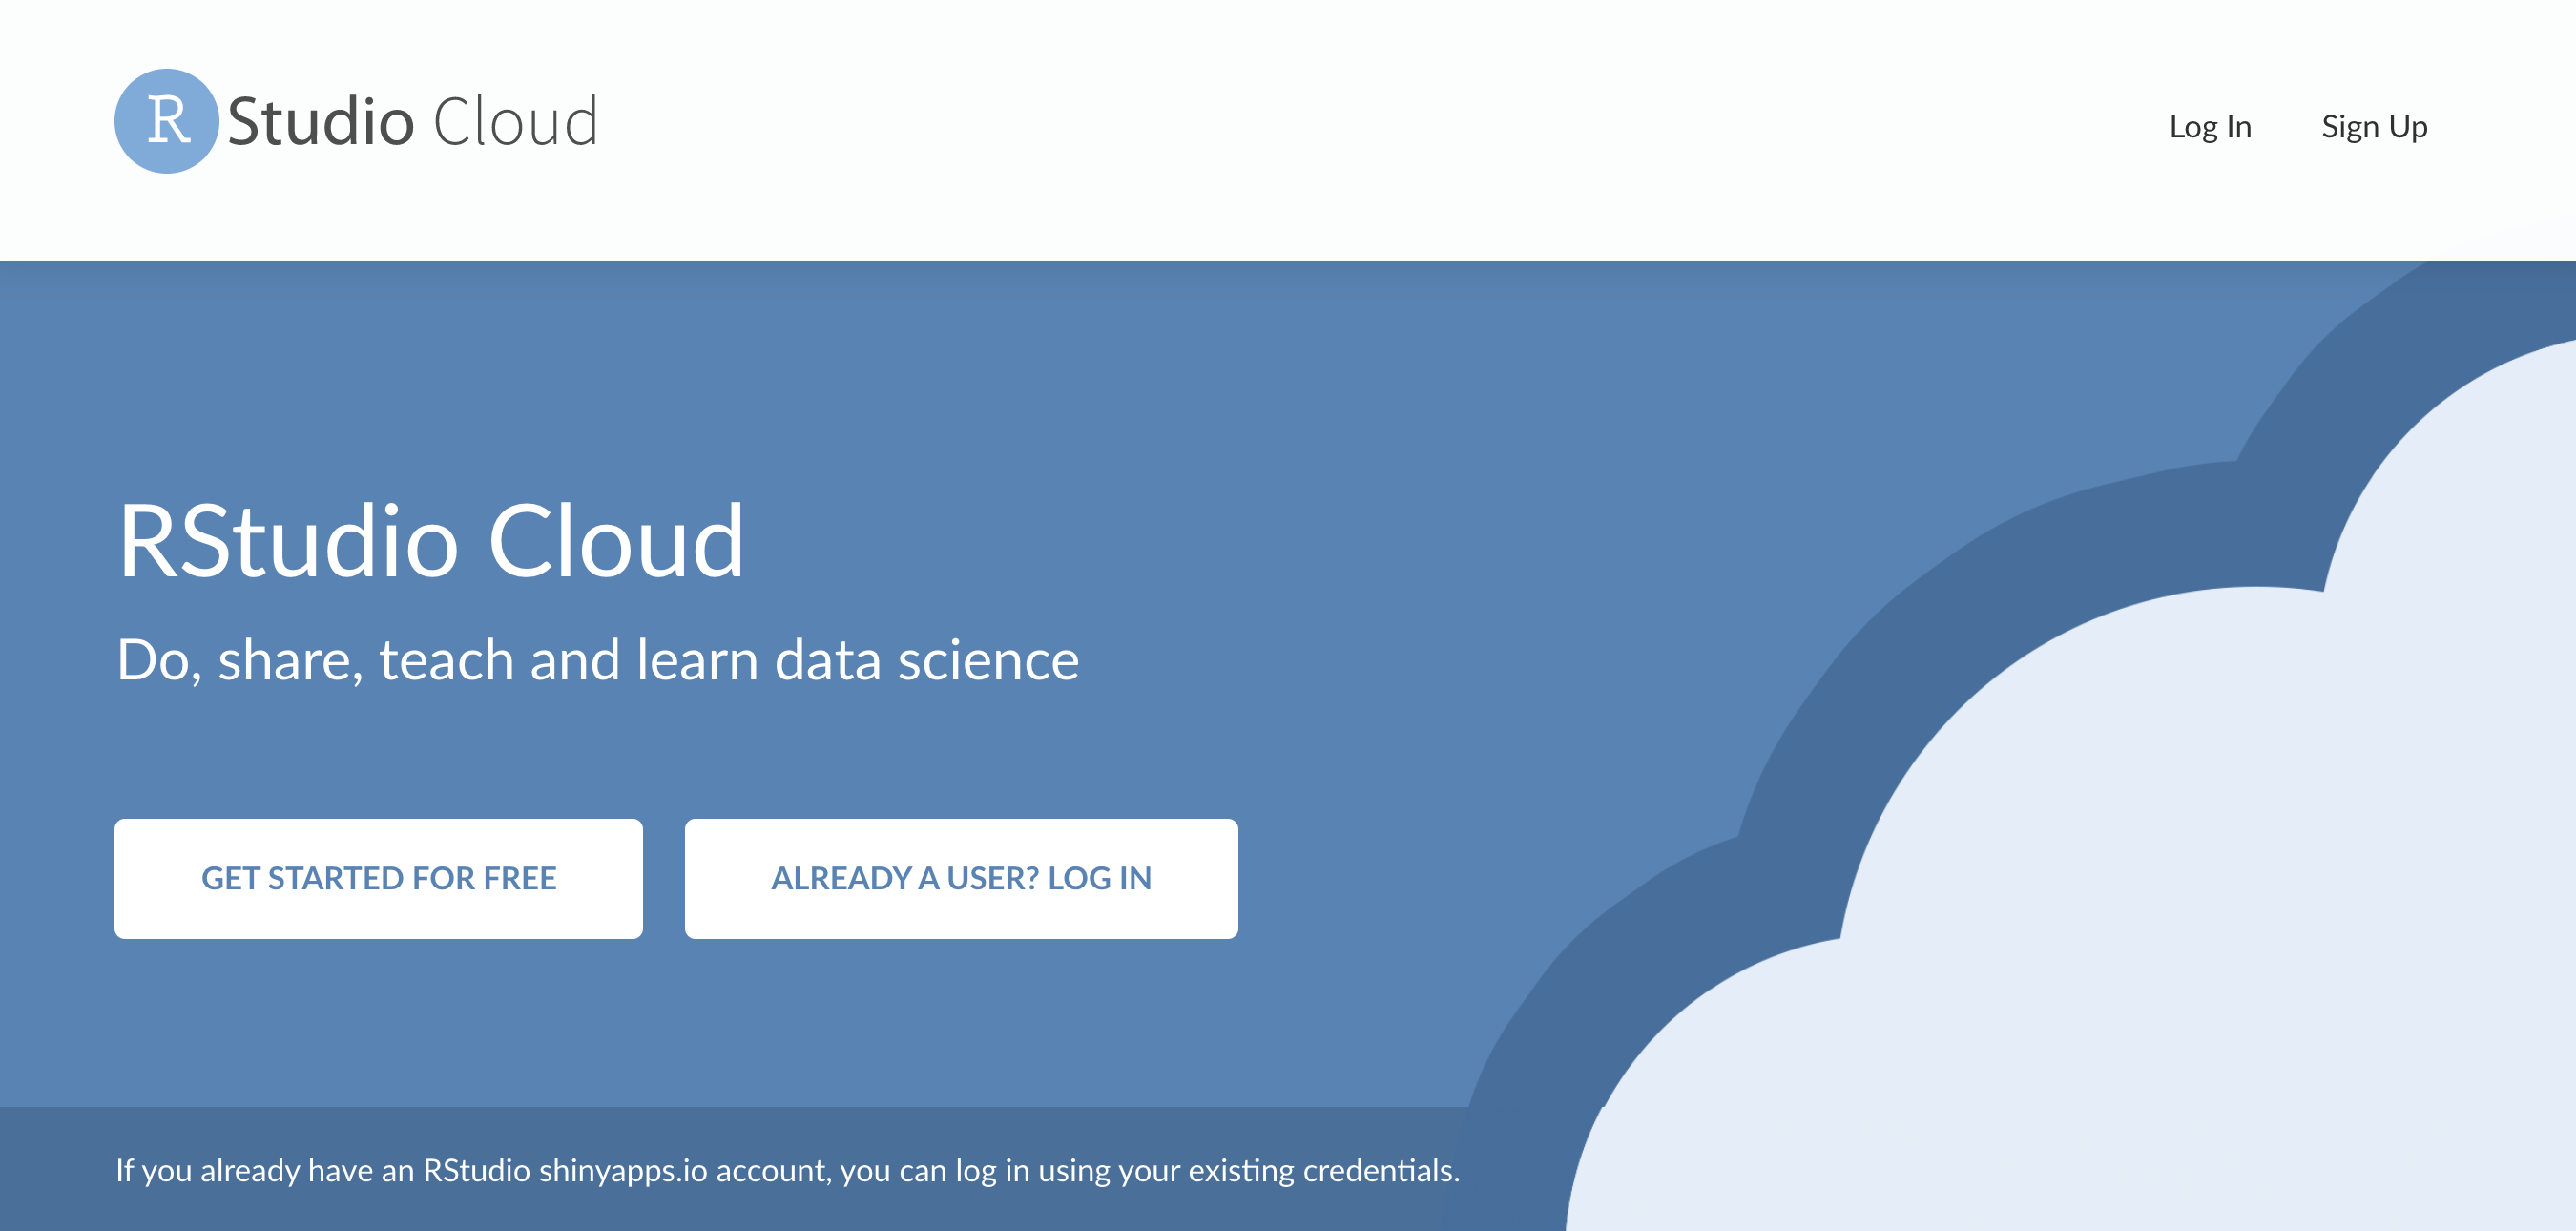 RStudio Cloud
Log In
Sign Up
RStudio Cloud
Do, share, teach and learn data science
GET STARTED FOR FREE
ALREADY A USER? LOG IN
If you already have an RStudio shinyapps.io account, you can log in using your existing credentials.